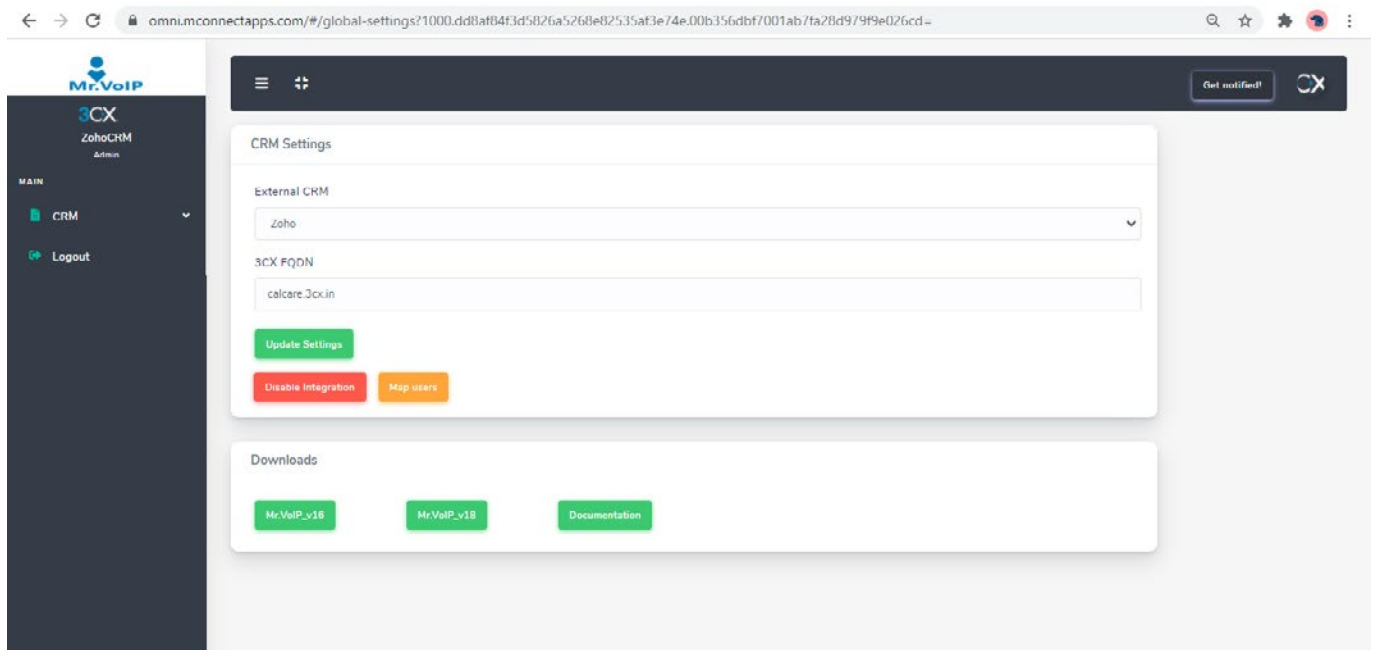 omni.mconnectapps.com/#/global-settings?1000.dd8af84f3d5826a5268e82535af3e74e.00b356dbf7001ab7fa28d979f9e026cd=
Mr.VoIP
3CX
ZohoCRM
Admin
MAIN
CRM
Logout
Get notified!
CX
CRM Settings
External CRM
Zoho
3CX FQDN
calcare.3cx.in
Update Settings
Disable Integration
Map users
Downloads
Mr.VoIP_v16
Mr.VoIP_v18
Documentation